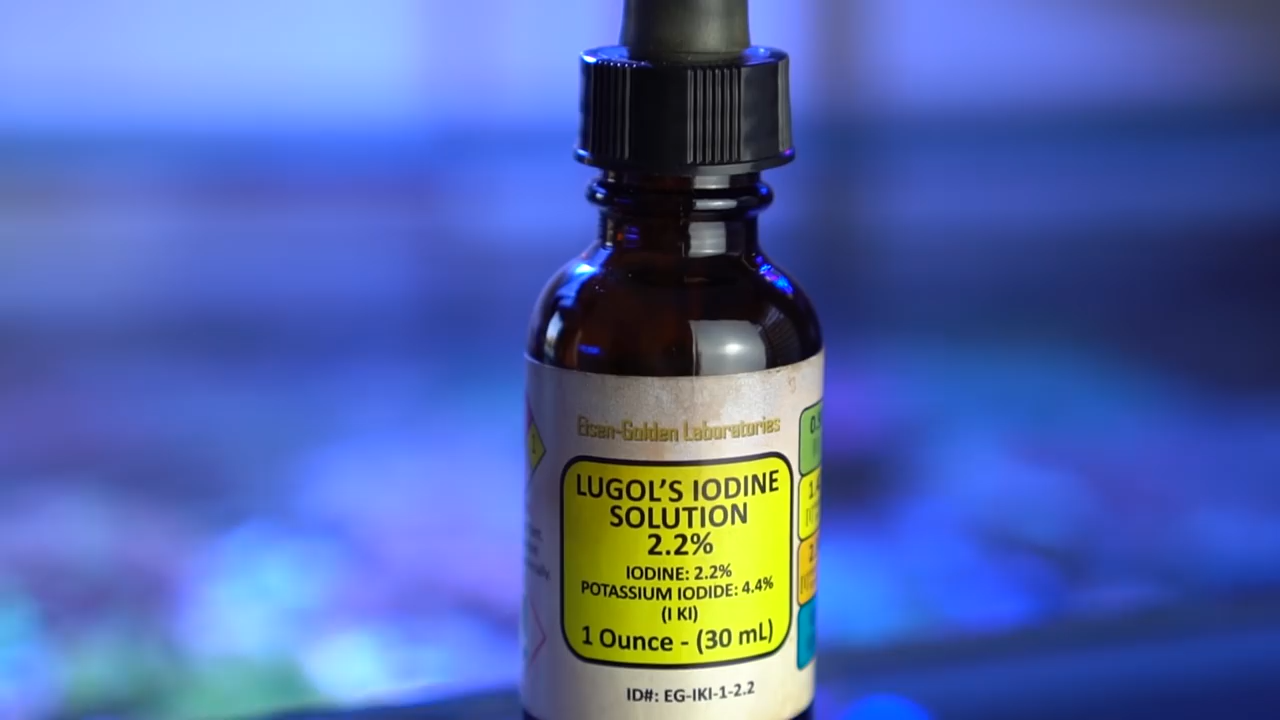 Eisen-Golden Laboratories
LUGOL'S IODINE
SOLUTION
2.2%
IODINE: 2.2%
POTASSIUM IODIDE: 4.4%
(I KI)
1 Ounce - (30 mL)
ID#: EG-IKI-1-2.2